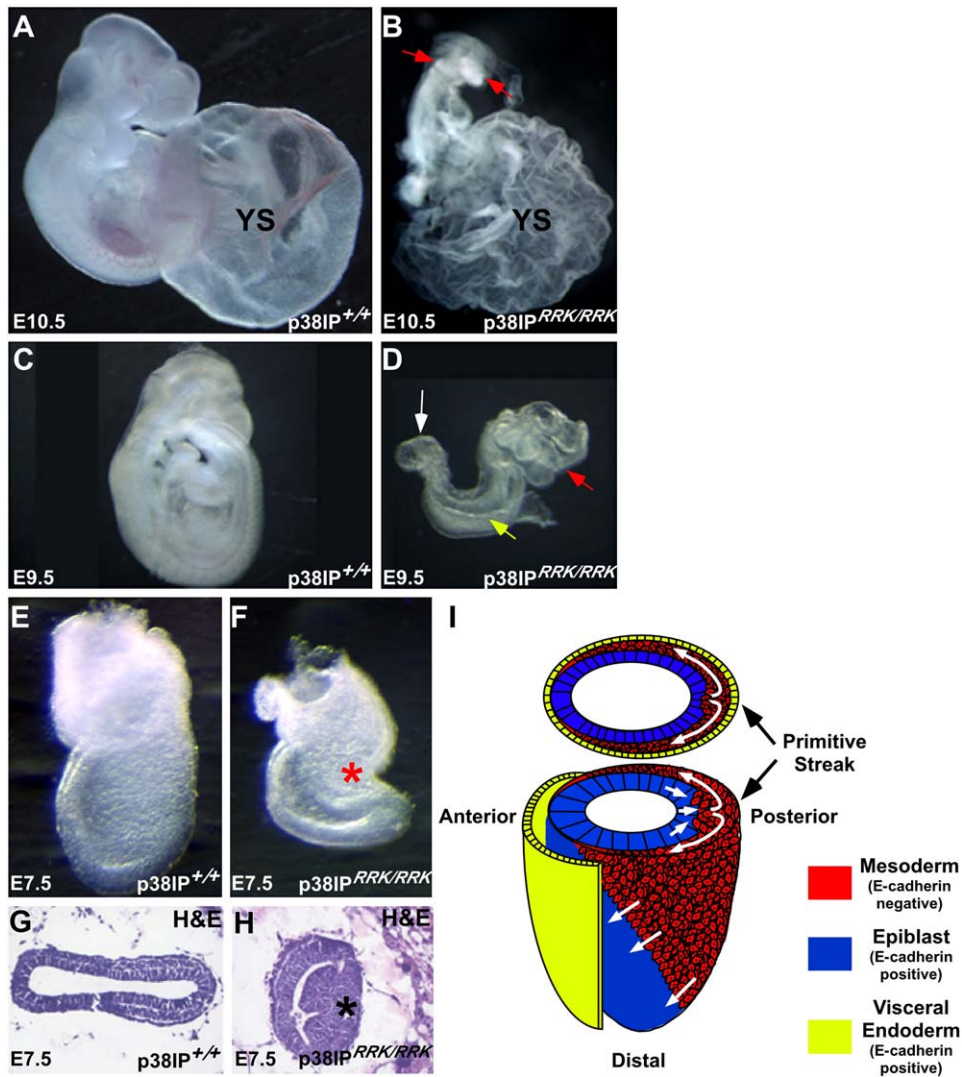 A
YS
E10.5
p38IP+/+
B
YS
E10.5
p38IPRRK/RRK
C
E9.5
p38IP+/+
D
E9.5
p38IPRRK/RRK
E
E7.5
p38IP+/+
F
*
E7.5
p38IPRRK/RRK
G
H&E
E7.5
p38IP+/+
H
H&E
*
E7.5
p38IPRRK/RRK
I
Primitive
Streak
Anterior
Posterior
Distal
Mesoderm
(E-cadherin
negative)
Epiblast
(E-cadherin
positive)
Visceral
Endoderm
(E-cadherin
positive)